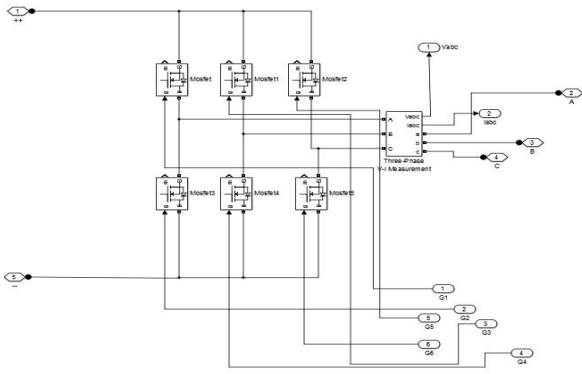 1
++
Mosfet
Mosfet1
Mosfet2
1
Vabc
2
Iabc
2
A
Vabc
Iabc
A
a
B
b
C
c
3
B
4
C
Three-Phase
V-I Measurement
Mosfet3
Mosfet4
Mosfet5
5
--
1
G1
2
G2
5
G5
3
G3
6
G6
4
G4